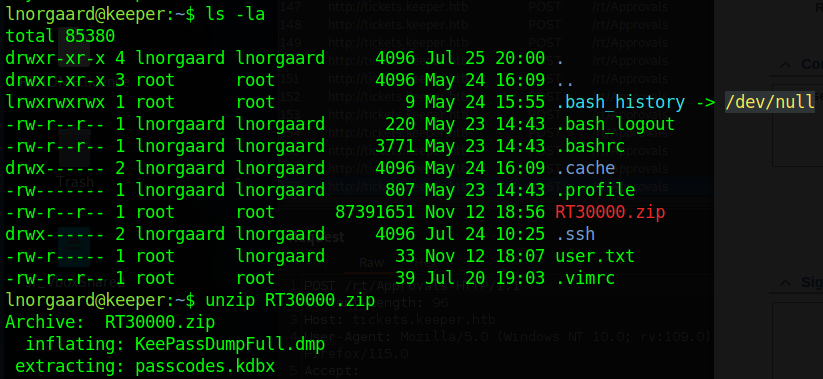 lnorgaard@keeper:~$ ls -la
total 85380
drwxr-xr-x 4 lnorgaard lnorgaard     4096 Jul 25 20:00 .
drwxr-xr-x 3 root      root          4096 May 24 16:09 ..
lrwxrwxrwx 1 root      root             9 May 24 15:55 .bash_history -> /dev/null
-rw-r--r-- 1 lnorgaard lnorgaard      220 May 23 14:43 .bash_logout
-rw-r--r-- 1 lnorgaard lnorgaard     3771 May 23 14:43 .bashrc
drwx------ 2 lnorgaard lnorgaard     4096 May 24 16:09 .cache
-rw------- 1 lnorgaard lnorgaard      807 May 23 14:43 .profile
-rw-r--r-- 1 root      root      87391651 Nov 12 18:56 RT30000.zip
drwx------ 2 lnorgaard lnorgaard     4096 Jul 24 10:25 .ssh
-rw-r----- 1 root      lnorgaard       33 Nov 12 18:07 user.txt
-rw-r--r-- 1 root      root            39 Jul 20 19:03 .vimrc
lnorgaard@keeper:~$ unzip RT30000.zip
Archive:  RT30000.zip
  inflating: KeePassDumpFull.dmp
 extracting: passcodes.kdbx